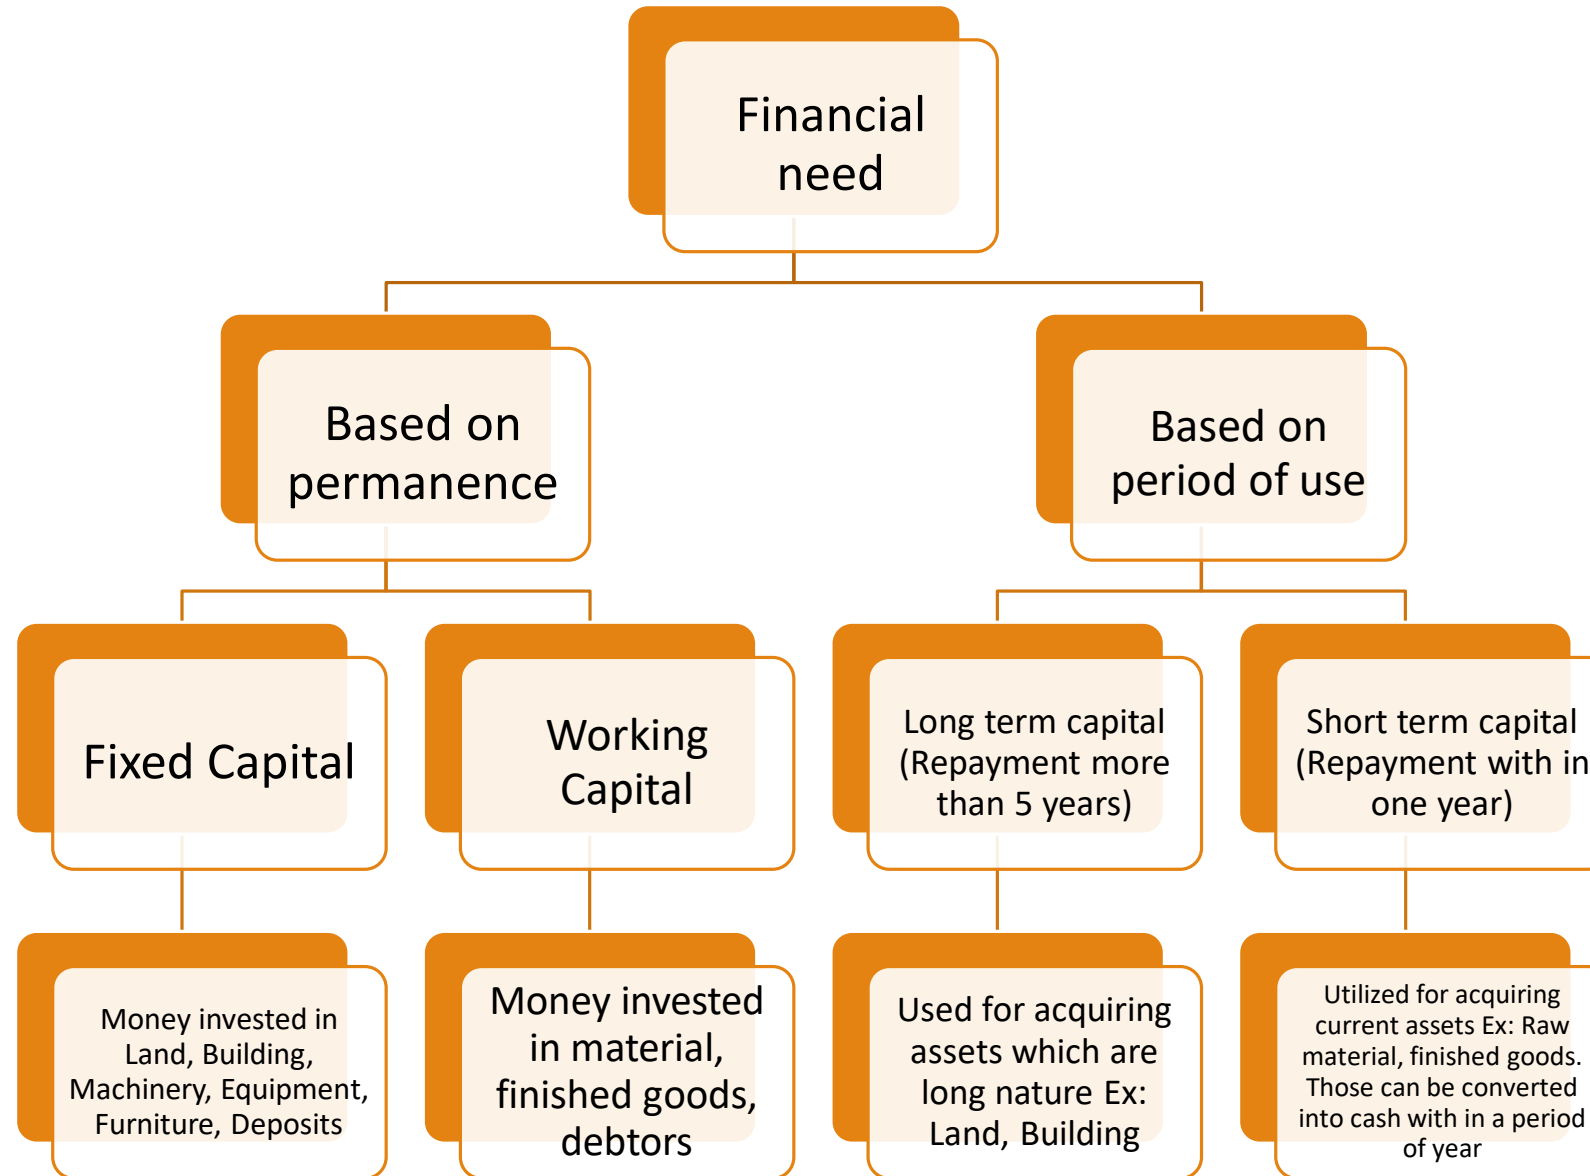 Financial
need
Based on
permanence
Based on
period of use
Fixed Capital
Working
Capital
Long term capital
(Repayment more
than 5 years)
Short term capital
(Repayment with in
one year)
Money invested in
Land, Building,
Machinery, Equipment,
Furniture, Deposits
Money invested
in material,
finished goods,
debtors
Used for acquiring
assets which are
long nature Ex:
Land, Building
Utilized for acquiring
current assets Ex: Raw
material, finished goods.
Those can be converted
into cash with in a period
of year